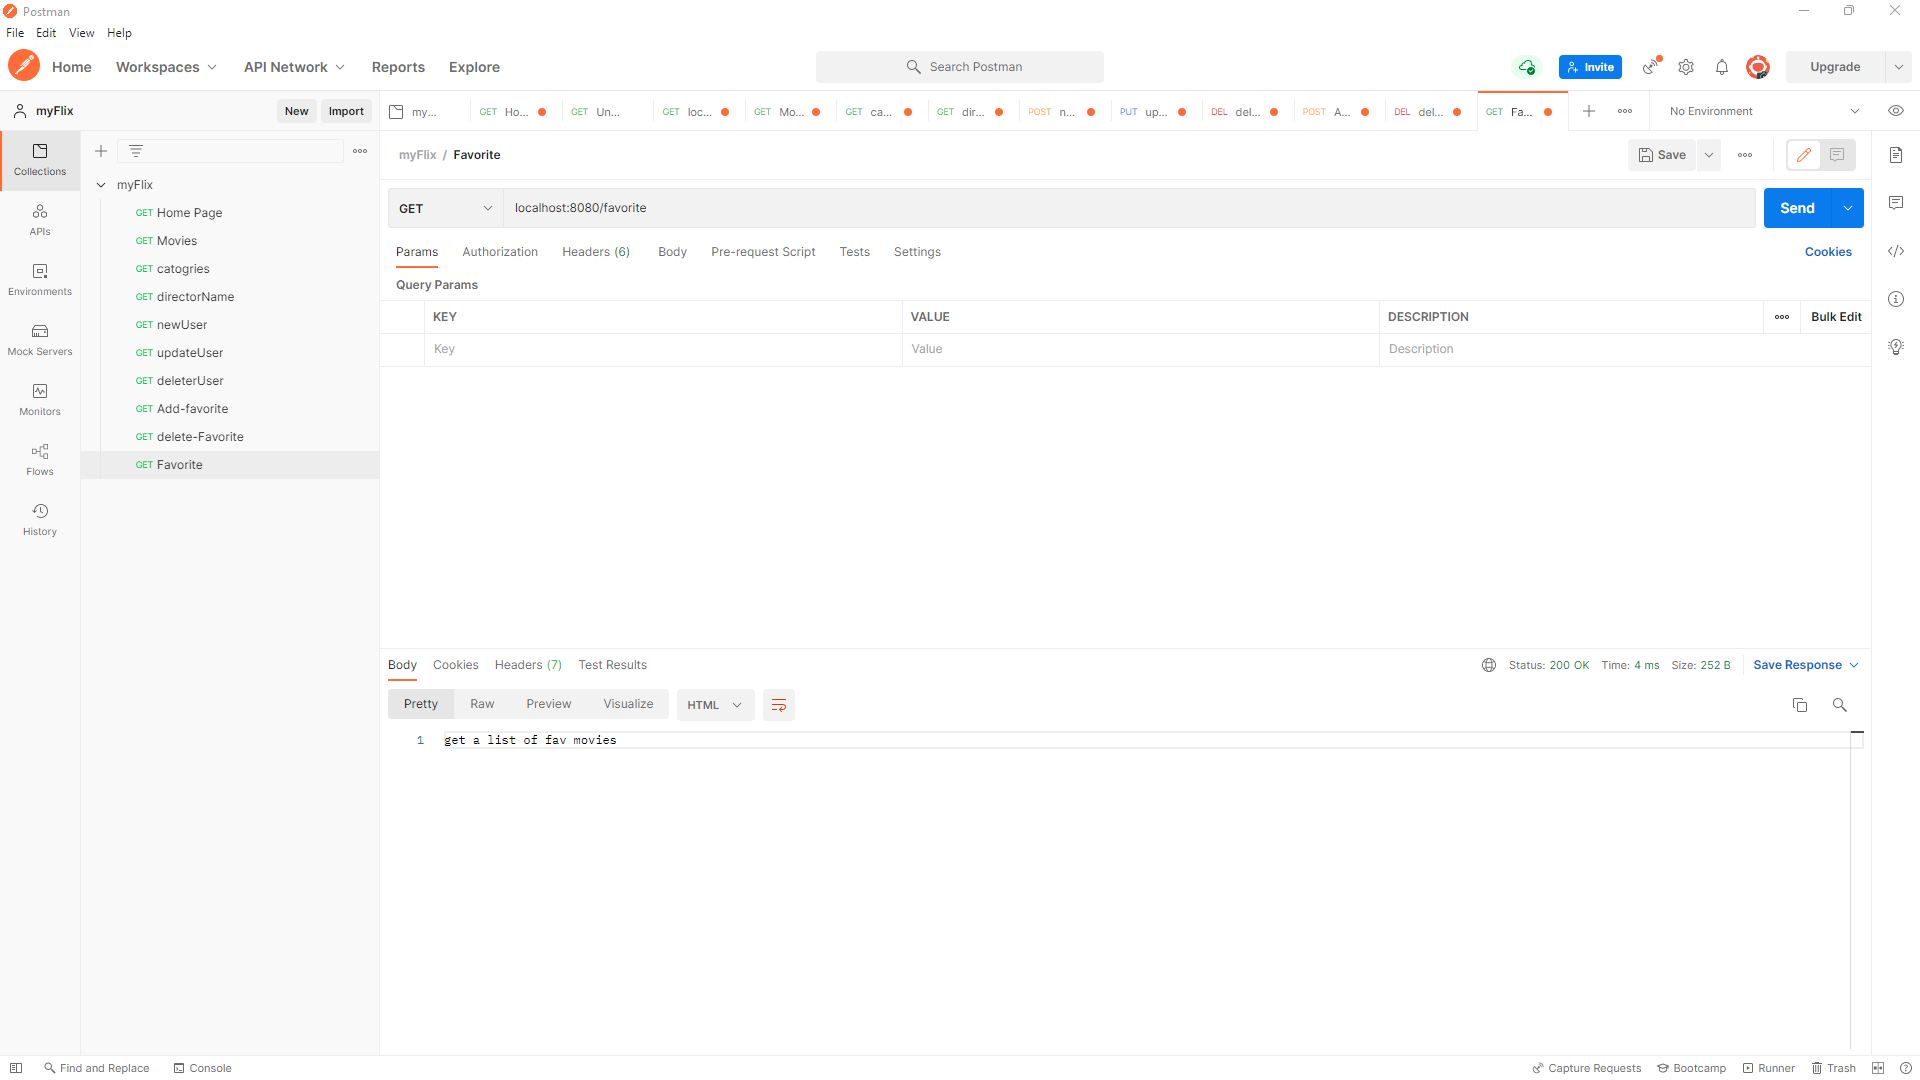 Postman
File Edit View Help
Home Workspaces API Network Reports Explore Search Postman Invite Upgrade
myFlix New Import
my... GET Ho... GET Un... GET loc... GET Mo... GET ca... GET dir... POST n... PUT up... DEL del... POST A... DEL del... GET Fa... No Environment
Collections
APIs
Environments
Mock Servers
Monitors
Flows
History
myFlix
GET Home Page
GET Movies
GET catogries
GET directorName
GET newUser
GET updateUser
GET deleterUser
GET Add-favorite
GET delete-Favorite
GET Favorite
myFlix / Favorite Save
GET localhost:8080/favorite Send
Params Authorization Headers (6) Body Pre-request Script Tests Settings Cookies
Query Params
KEY VALUE DESCRIPTION Bulk Edit
Key Value Description
Body Cookies Headers (7) Test Results Status: 200 OK Time: 4 ms Size: 252 B Save Response
Pretty Raw Preview Visualize HTML
1 get a list of fav movies
Find and Replace Console Capture Requests Bootcamp Runner Trash